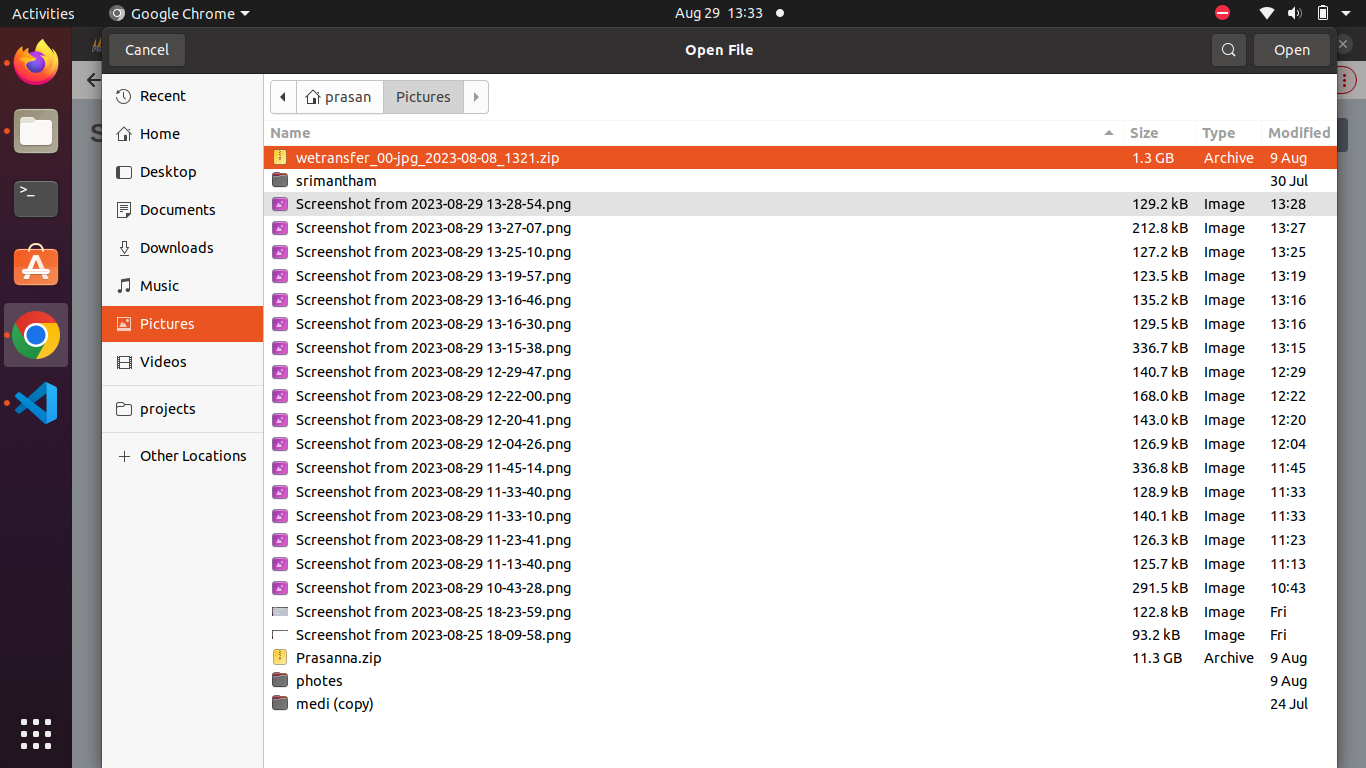 Activities Google Chrome Aug 29 13:33
Cancel Open File Open
Recent
Home
Desktop
Documents
Downloads
Music
Pictures
Videos
projects
Other Locations
prasan Pictures
Name Size Type Modified
wetransfer_00-jpg_2023-08-08_1321.zip 1.3 GB Archive 9 Aug
srimantham 30 Jul
Screenshot from 2023-08-29 13-28-54.png 129.2 kB Image 13:28
Screenshot from 2023-08-29 13-27-07.png 212.8 kB Image 13:27
Screenshot from 2023-08-29 13-25-10.png 127.2 kB Image 13:25
Screenshot from 2023-08-29 13-19-57.png 123.5 kB Image 13:19
Screenshot from 2023-08-29 13-16-46.png 135.2 kB Image 13:16
Screenshot from 2023-08-29 13-16-30.png 129.5 kB Image 13:16
Screenshot from 2023-08-29 13-15-38.png 336.7 kB Image 13:15
Screenshot from 2023-08-29 12-29-47.png 140.7 kB Image 12:29
Screenshot from 2023-08-29 12-22-00.png 168.0 kB Image 12:22
Screenshot from 2023-08-29 12-20-41.png 143.0 kB Image 12:20
Screenshot from 2023-08-29 12-04-26.png 126.9 kB Image 12:04
Screenshot from 2023-08-29 11-45-14.png 336.8 kB Image 11:45
Screenshot from 2023-08-29 11-33-40.png 128.9 kB Image 11:33
Screenshot from 2023-08-29 11-33-10.png 140.1 kB Image 11:33
Screenshot from 2023-08-29 11-23-41.png 126.3 kB Image 11:23
Screenshot from 2023-08-29 11-13-40.png 125.7 kB Image 11:13
Screenshot from 2023-08-29 10-43-28.png 291.5 kB Image 10:43
Screenshot from 2023-08-25 18-23-59.png 122.8 kB Image Fri
Screenshot from 2023-08-25 18-09-58.png 93.2 kB Image Fri
Prasanna.zip 11.3 GB Archive 9 Aug
photes 9 Aug
medi (copy) 24 Jul